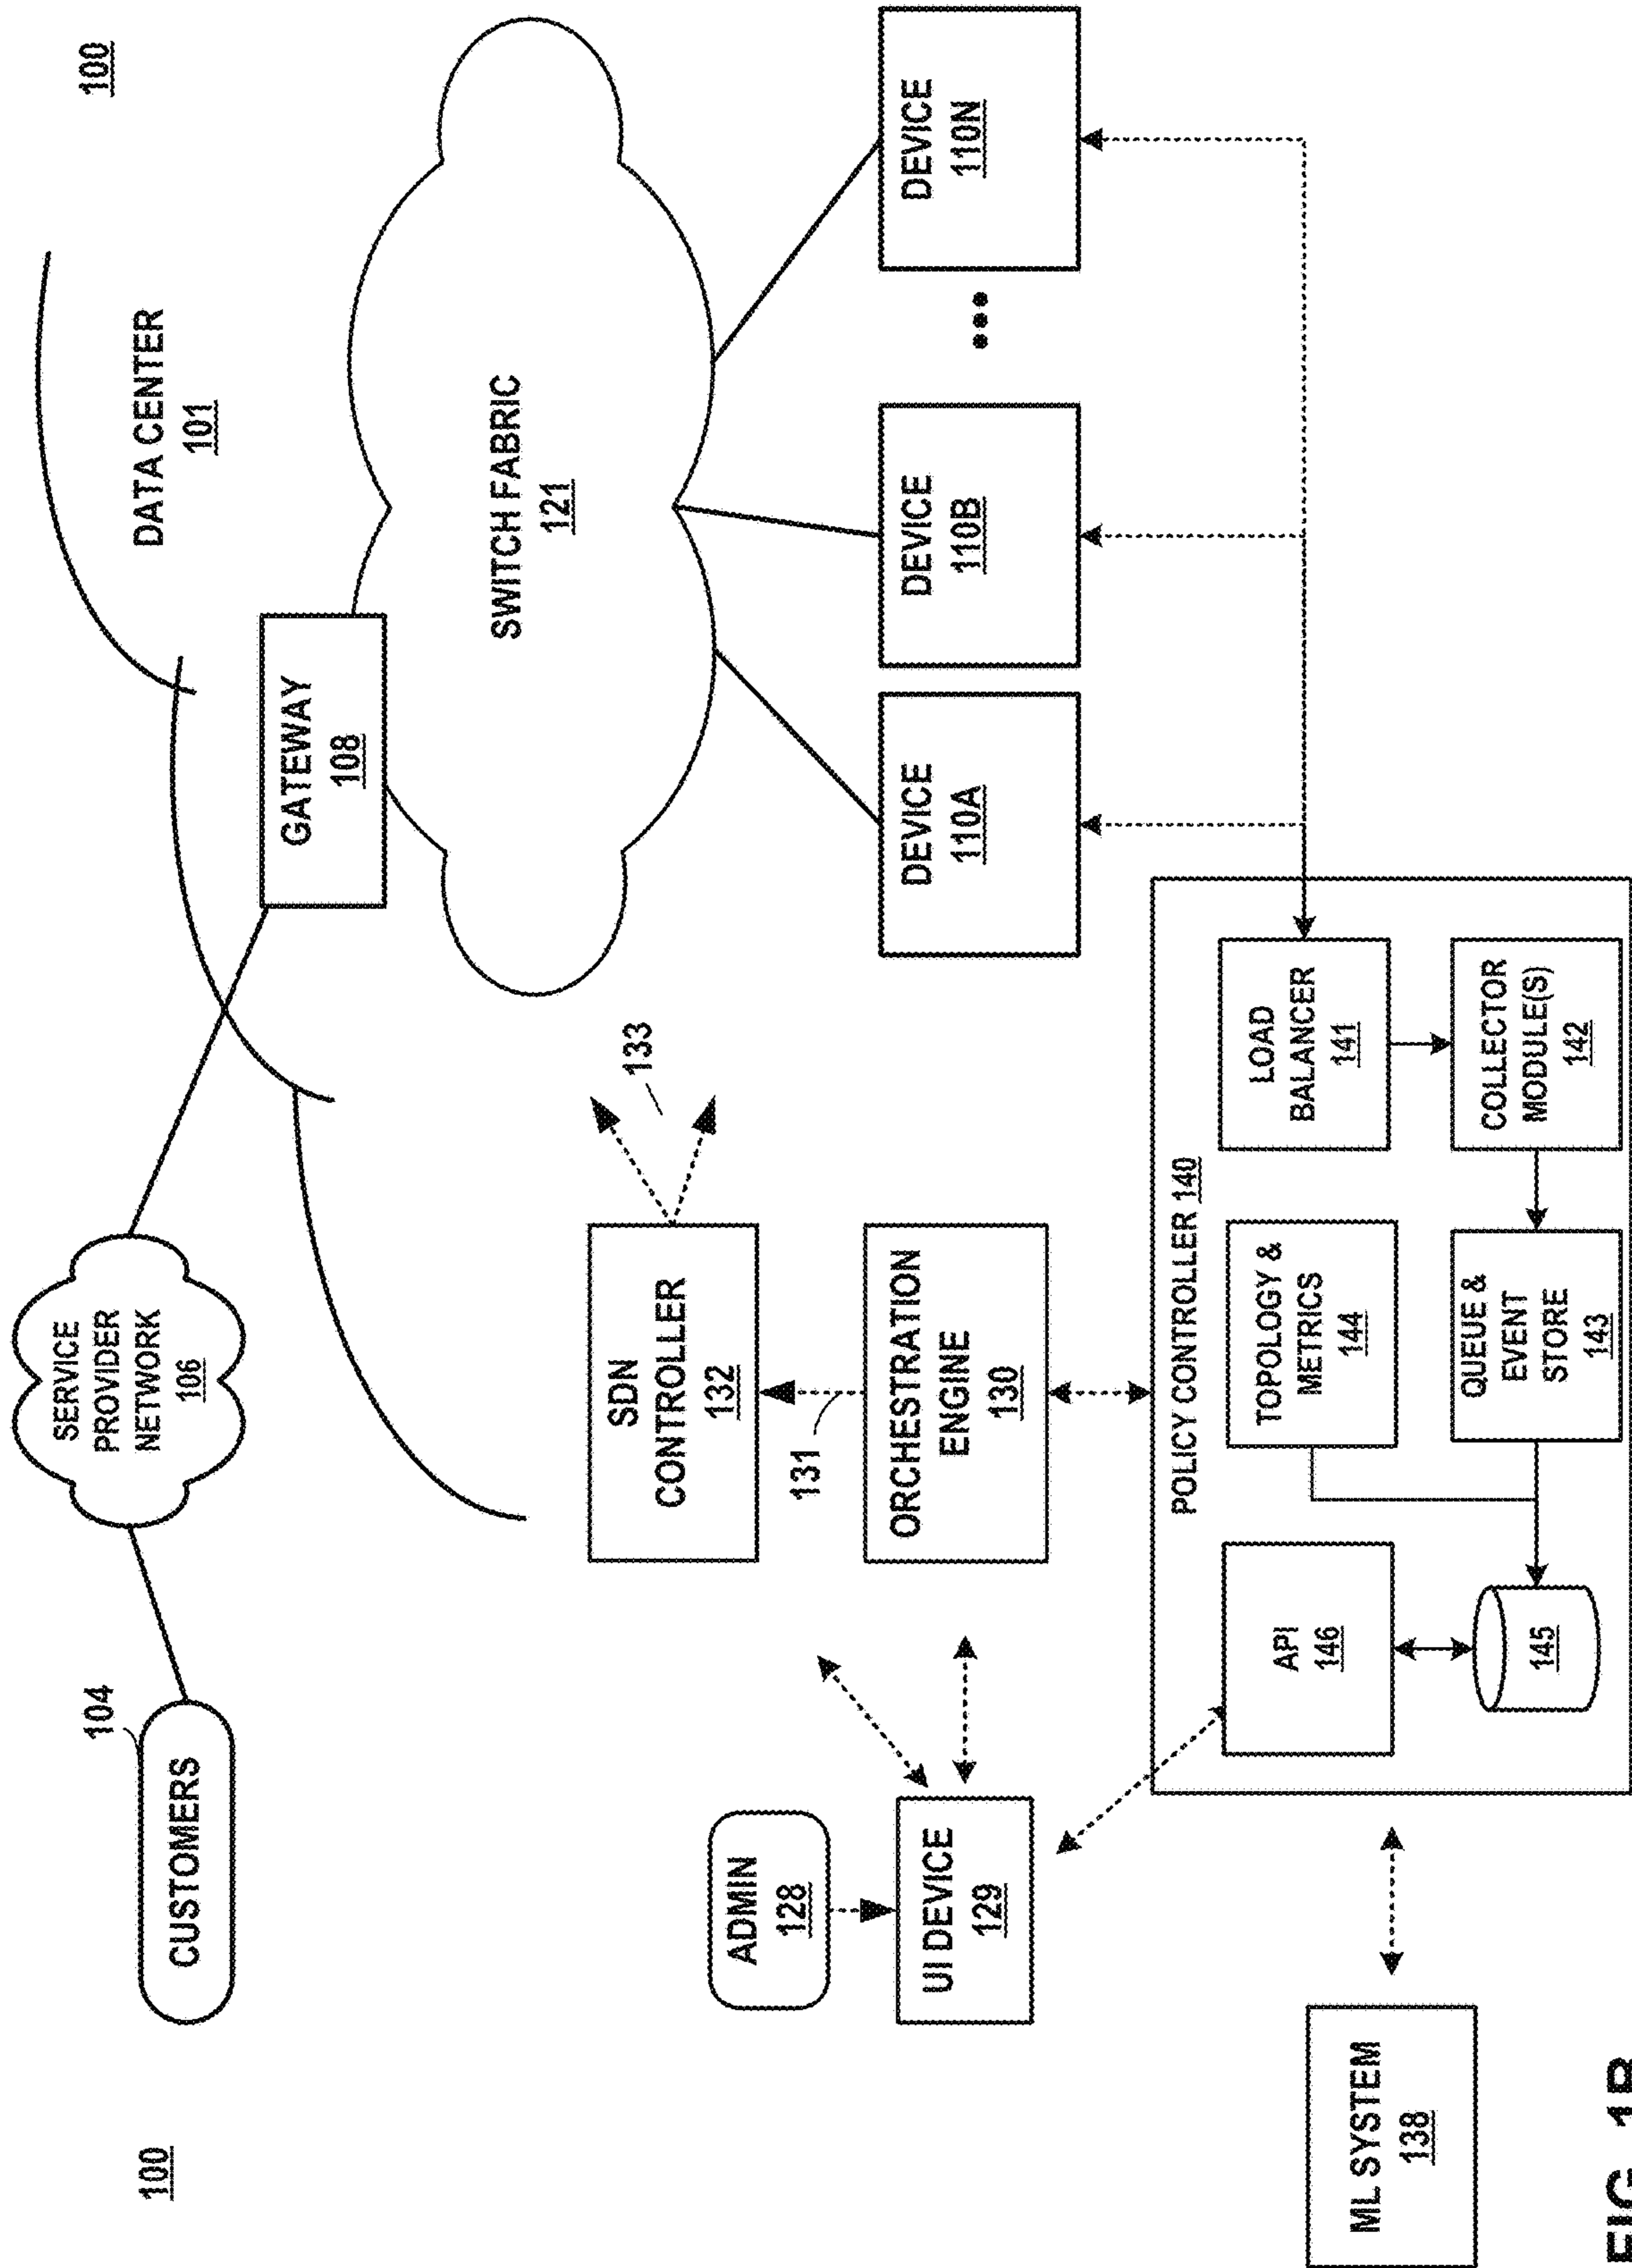 100
100
CUSTOMERS
104
SERVICE
PROVIDER
NETWORK
106
DATA CENTER
101
GATEWAY
108
SWITCH FABRIC
121
SDN
CONTROLLER
132
133
131
ORCHESTRATION
ENGINE
130
ADMIN
128
UI DEVICE
129
DEVICE
110A
DEVICE
110B
DEVICE
110N
POLICY CONTROLLER 140
API
146
145
TOPOLOGY &
METRICS
144
QUEUE &
EVENT
STORE
143
LOAD
BALANCER
141
COLLECTOR
MODULE(S)
142
ML SYSTEM
138
FIG. 1B